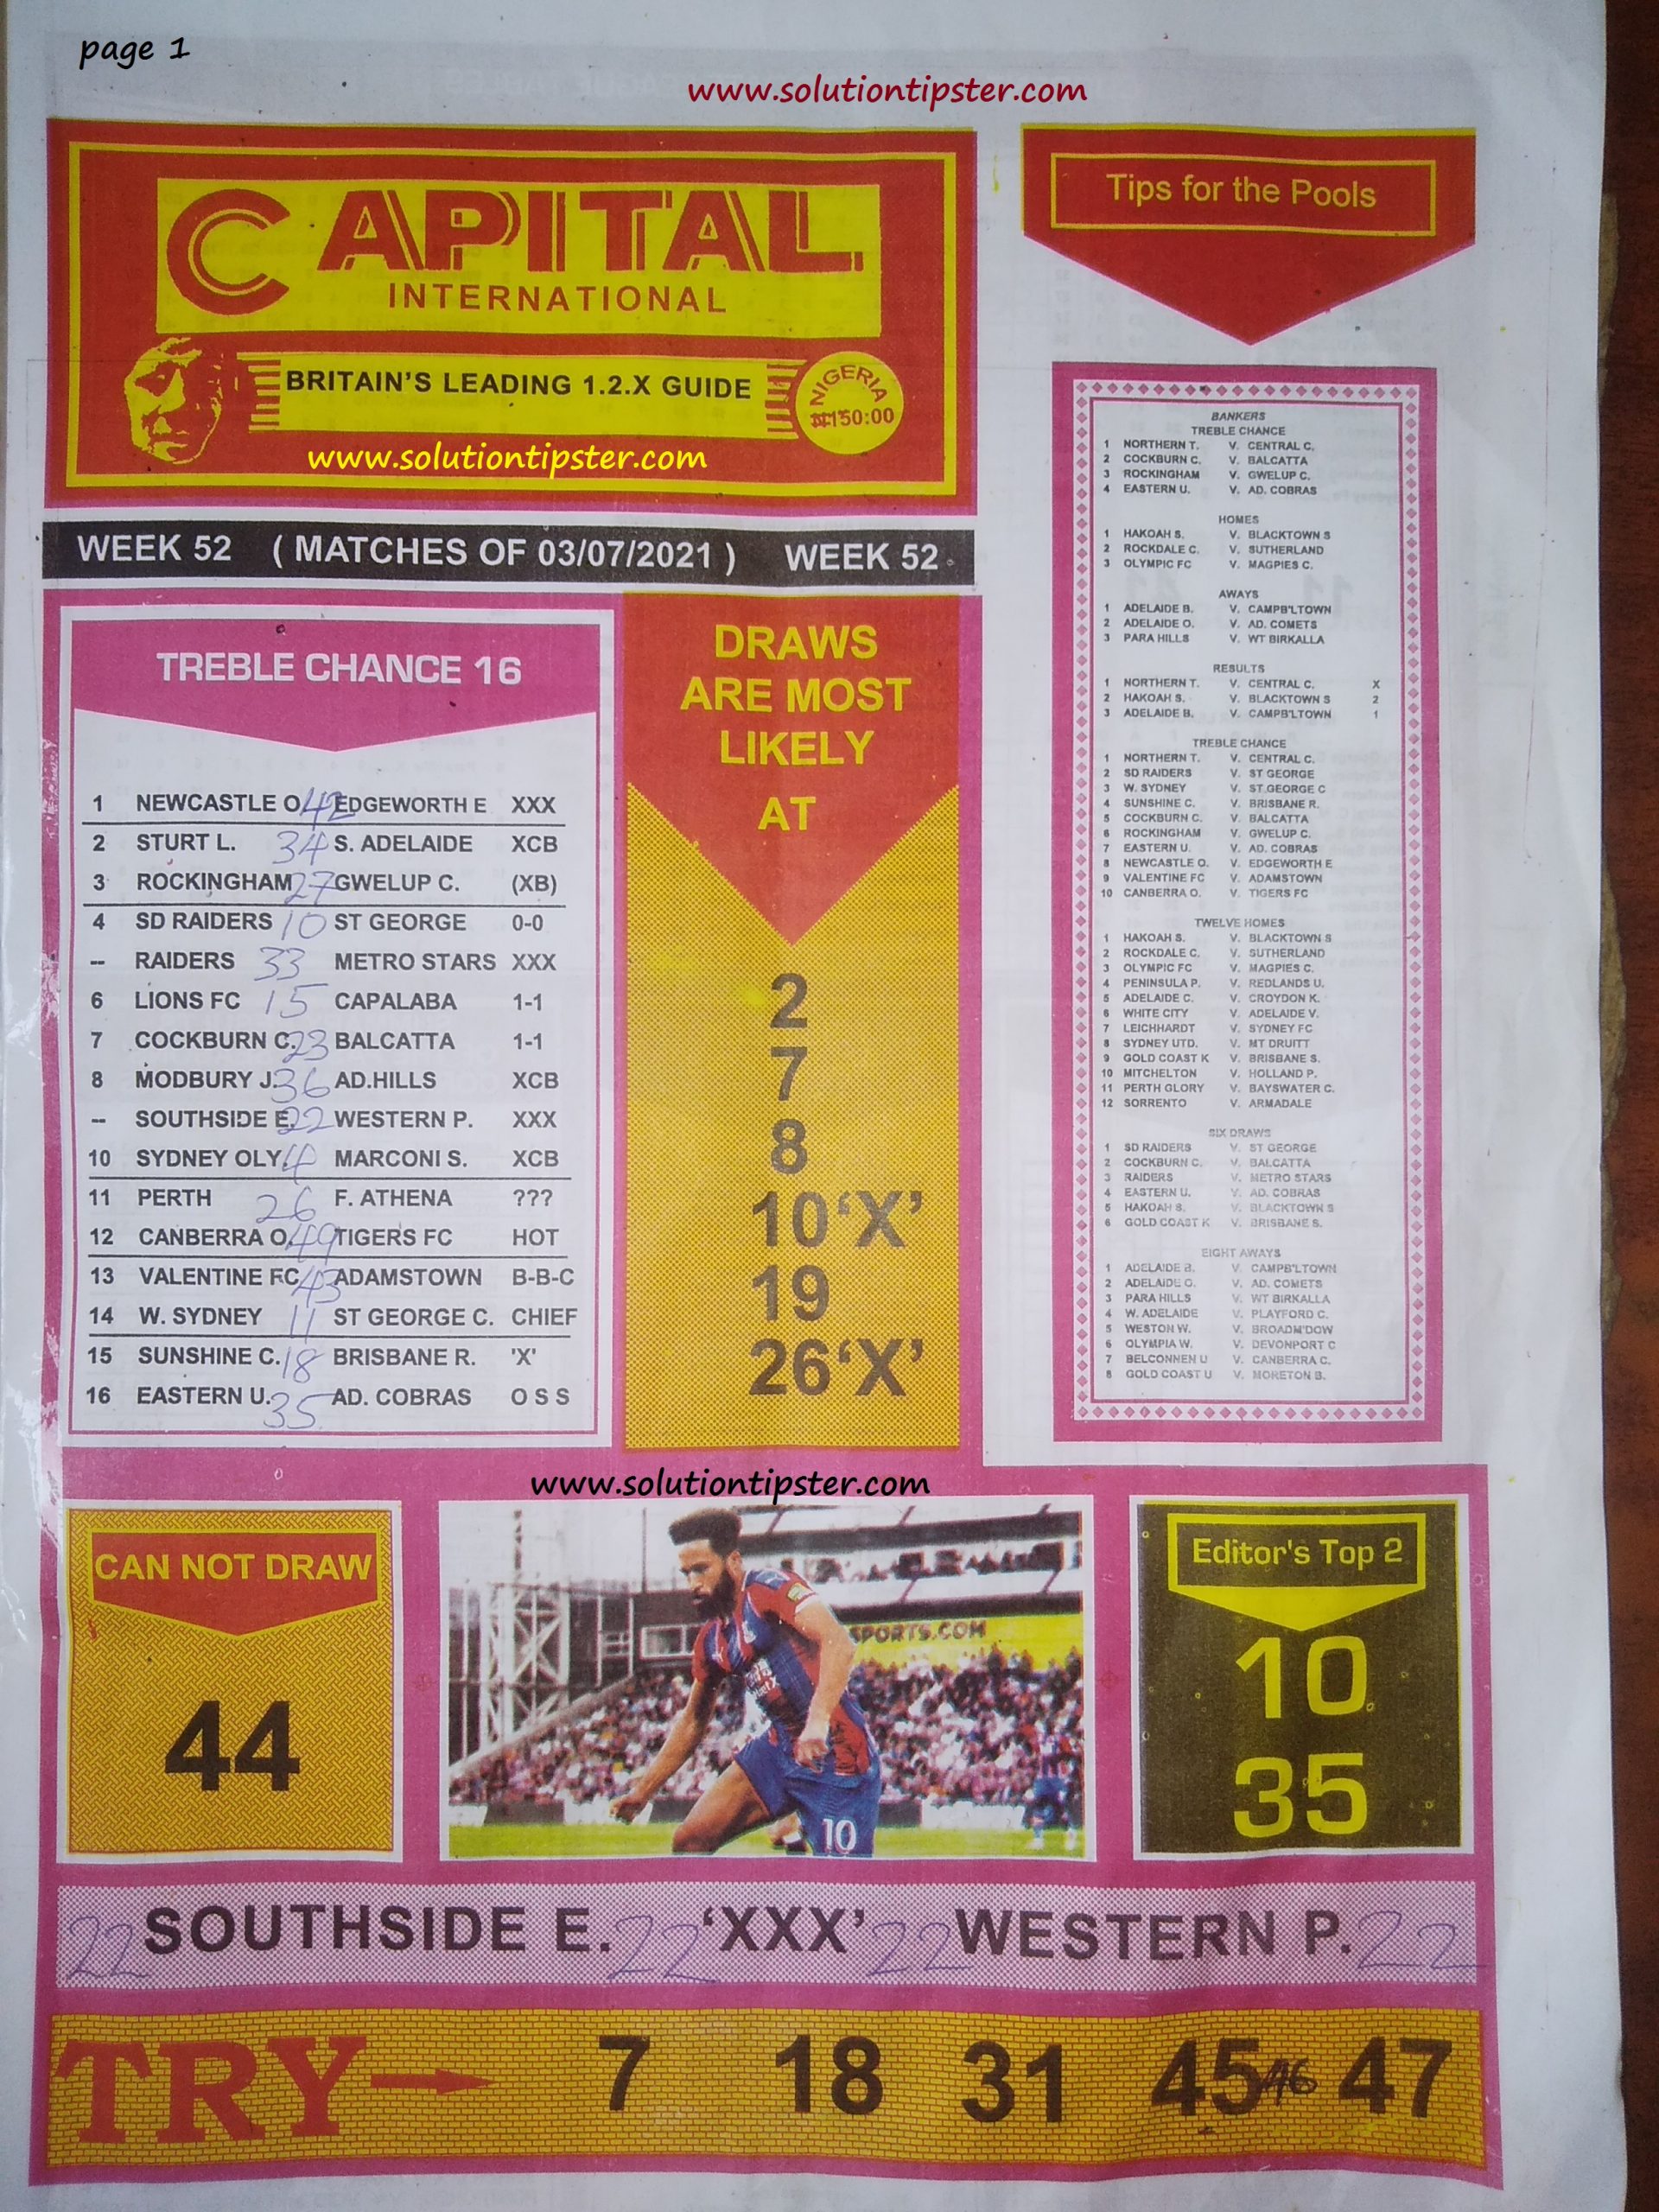 page 1
www.solutiontipster.com
CAPITAL
INTERNATIONAL
BRITAIN'S LEADING 1.2.X GUIDE
NIGERIA
₦150:00
www.solutiontipster.com
WEEK 52 ( MATCHES OF 03/07/2021 ) WEEK 52
TREBLE CHANCE 16
1 NEWCASTLE O. 42 EDGEWORTH E XXX
2 STURT L. 34 S. ADELAIDE XCB
3 ROCKINGHAM 27 GWELUP C. (XB)
4 SD RAIDERS 10 ST GEORGE 0-0
-- RAIDERS 33 METRO STARS XXX
6 LIONS FC 15 CAPALABA 1-1
7 COCKBURN C. 23 BALCATTA 1-1
8 MODBURY J. 36 AD.HILLS XCB
-- SOUTHSIDE E. 22 WESTERN P. XXX
10 SYDNEY OLY. 4 MARCONI S. XCB
11 PERTH 26 F. ATHENA ???
12 CANBERRA O. 49 TIGERS FC HOT
13 VALENTINE FC 43 ADAMSTOWN B-B-C
14 W. SYDNEY 11 ST GEORGE C. CHIEF
15 SUNSHINE C. 18 BRISBANE R. 'X'
16 EASTERN U. 35 AD. COBRAS O S S
DRAWS
ARE MOST
LIKELY
AT
2
7
8
10'X'
19
26'X'
Tips for the Pools
BANKERS
TREBLE CHANCE
1 NORTHERN T. V. CENTRAL C.
2 COCKBURN C. V. BALCATTA
3 ROCKINGHAM V. GWELUP C.
4 EASTERN U. V. AD. COBRAS
HOMES
1 HAKOAH S. V. BLACKTOWN S
2 ROCKDALE C. V. SUTHERLAND
3 OLYMPIC FC V. MAGPIES C.
AWAYS
1 ADELAIDE B. V. CAMPB'LTOWN
2 ADELAIDE O. V. AD. COMETS
3 PARA HILLS V. WT BIRKALLA
RESULTS
1 NORTHERN T. V. CENTRAL C. X
2 HAKOAH S. V. BLACKTOWN S 2
3 ADELAIDE B. V. CAMPB'LTOWN 1
TREBLE CHANCE
1 NORTHERN T. V. CENTRAL C.
2 SD RAIDERS V. ST GEORGE
3 W. SYDNEY V. ST GEORGE C
4 SUNSHINE C. V. BRISBANE R.
5 COCKBURN C. V. BALCATTA
6 ROCKINGHAM V. GWELUP C.
7 EASTERN U. V. AD. COBRAS
8 NEWCASTLE O. V. EDGEWORTH E
9 VALENTINE FC V. ADAMSTOWN
10 CANBERRA O. V. TIGERS FC
TWELVE HOMES
1 HAKOAH S. V. BLACKTOWN S
2 ROCKDALE C. V. SUTHERLAND
3 OLYMPIC FC V. MAGPIES C.
4 PENINSULA P. V. REDLANDS U.
5 ADELAIDE C. V. CROYDON K.
6 WHITE CITY V. ADELAIDE V.
7 LEICHHARDT V. SYDNEY FC
8 SYDNEY UTD. V. MT DRUITT
9 GOLD COAST K V. BRISBANE S.
10 MITCHELTON V. HOLLAND P.
11 PERTH GLORY V. BAYSWATER C.
12 SORRENTO V. ARMADALE
SIX DRAWS
1 SD RAIDERS V. ST GEORGE
2 COCKBURN C. V. BALCATTA
3 RAIDERS V. METRO STARS
4 EASTERN U. V. AD. COBRAS
5 HAKOAH S. V. BLACKTOWN S
6 GOLD COAST K V. BRISBANE S.
EIGHT AWAYS
1 ADELAIDE B. V. CAMPB'LTOWN
2 ADELAIDE O. V. AD. COMETS
3 PARA HILLS V. WT BIRKALLA
4 W. ADELAIDE V. PLAYFORD C.
5 WESTON W. V. BROADM'DOW
6 OLYMPIA W. V. DEVONPORT C
7 BELCONNEN U V. CANBERRA C.
8 GOLD COAST U V. MORETON B.
www.solutiontipster.com
CAN NOT DRAW
44
SPORTS.COM
10
Editor's Top 2
10
35
22 SOUTHSIDE E. 22 'XXX' 22 WESTERN P. 22
TRY 7 18 31 45 46 47